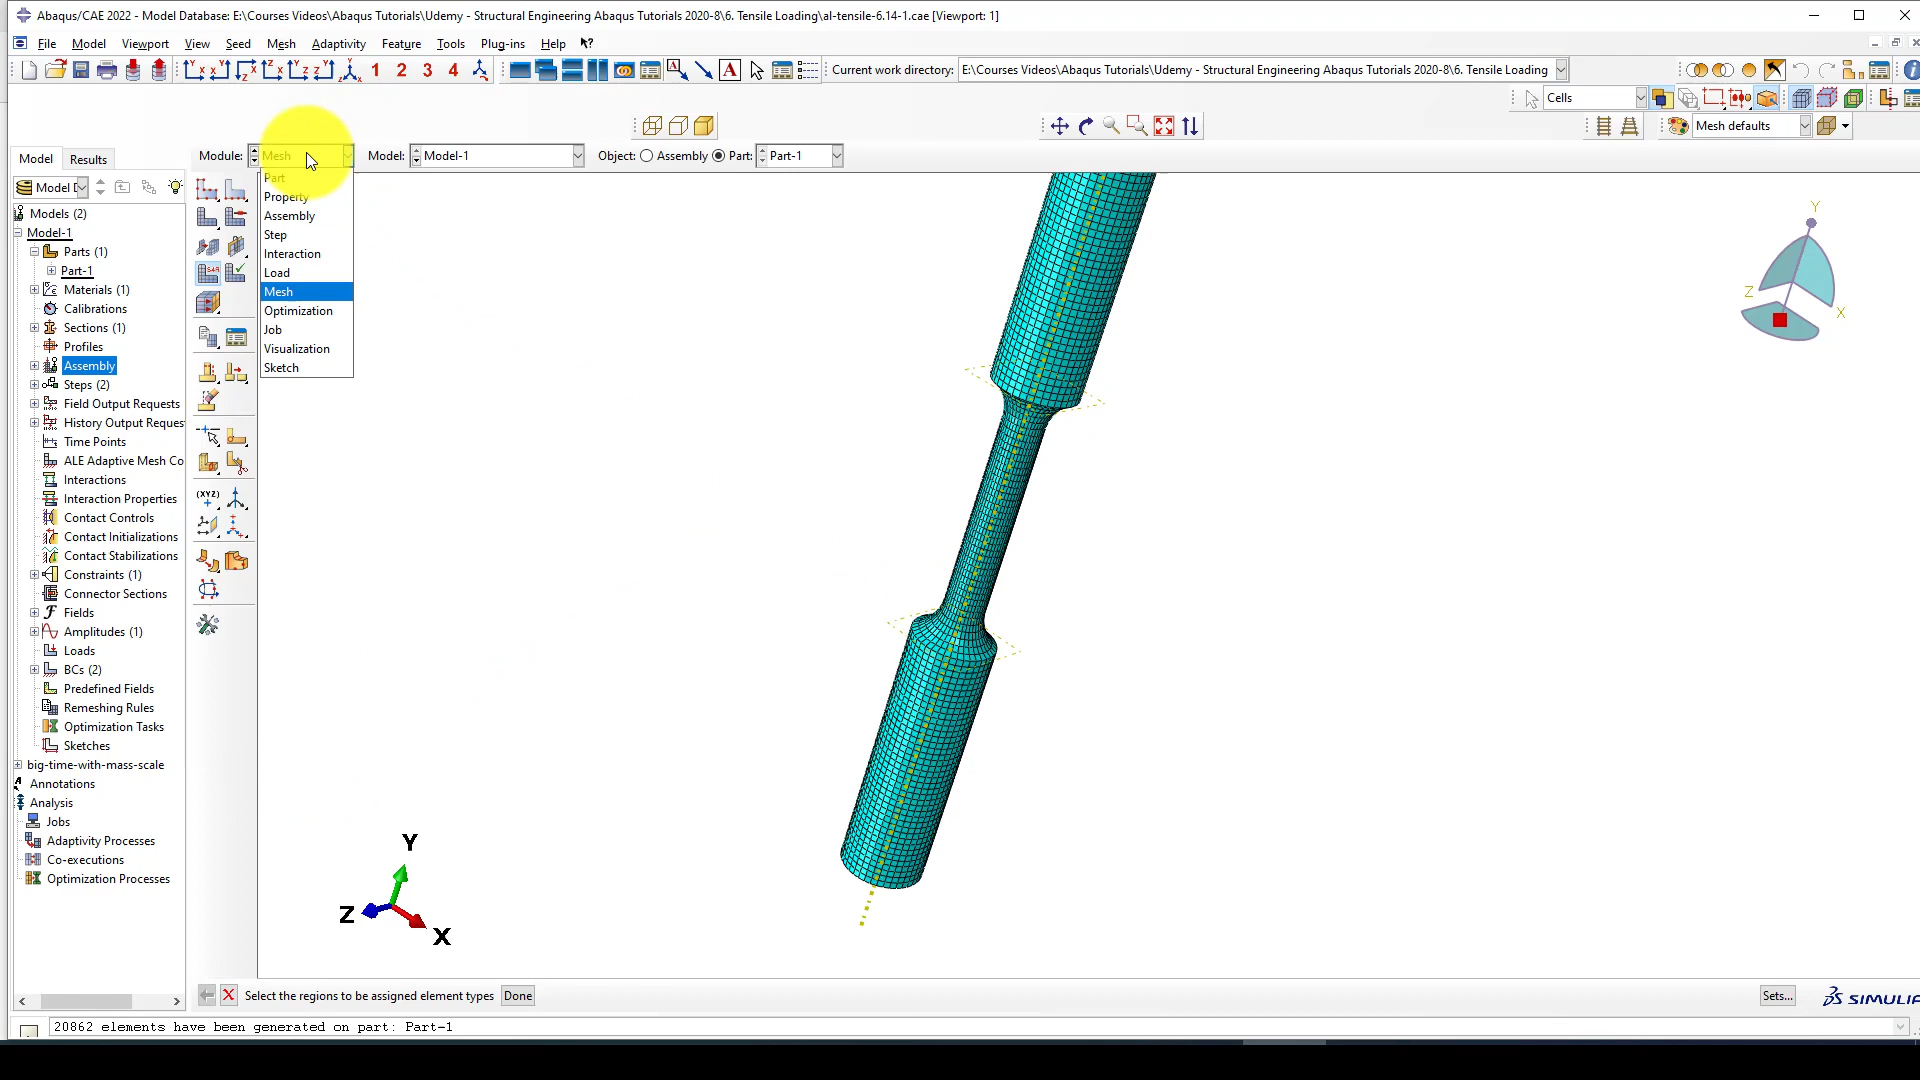 Abaqus/CAE 2022 - Model Database: E:\Courses Videos\Abaqus Tutorials\Udemy - Structural Engineering Abaqus Tutorials 2020-8\6. Tensile Loading\al-tensile-6.14-1.cae [Viewport: 1]
File Model Viewport View Seed Mesh Adaptivity Feature Tools Plug-ins Help
1 2 3 4 A Current work directory: E:\Courses Videos\Abaqus Tutorials\Udemy - Structural Engineering Abaqus Tutorials 2020-8\6. Tensile Loading
Cells
Mesh defaults
Model Results Module: Mesh Model: Model-1 Object: Assembly Part: Part-1
Part
Property
Assembly
Step
Interaction
Load
Mesh
Optimization
Job
Visualization
Sketch
Model D
Models (2)
Model-1
Parts (1)
Part-1
Materials (1)
Calibrations
Sections (1)
Profiles
Assembly
Steps (2)
Field Output Requests
History Output Reques
Time Points
ALE Adaptive Mesh Co
Interactions
Interaction Properties
Contact Controls
Contact Initializations
Contact Stabilizations
Constraints (1)
Connector Sections
Fields
Amplitudes (1)
Loads
BCs (2)
Predefined Fields
Remeshing Rules
Optimization Tasks
Sketches
big-time-with-mass-scale
Annotations
Analysis
Jobs
Adaptivity Processes
Co-executions
Optimization Processes
(XYZ)
Y
Z
X
Y
Z
X
Select the regions to be assigned element types Done
Sets...
SIMULIA
20862 elements have been generated on part: Part-1